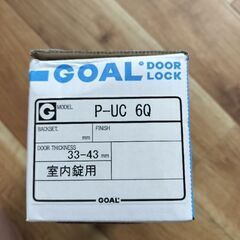 GOAL DOOR LOCK
G MODEL P-UC 6Q
BACKSET. mm FINISH
DOOR THICKNESS
33-43 mm
室内錠用
GOAL